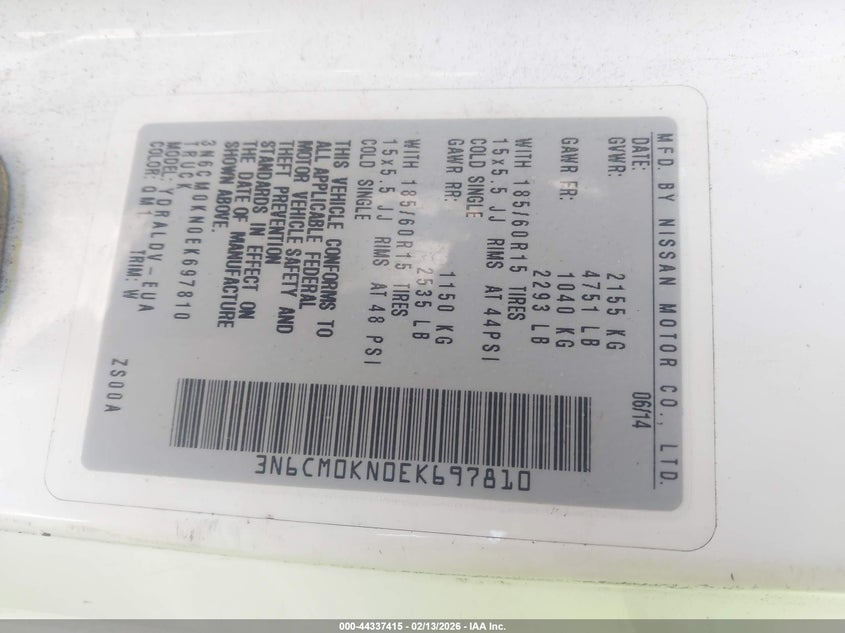 MFD. BY NISSAN MOTOR CO., LTD.
DATE: 06/14
GVWR: 2155 KG
4751 LB
GAWR FR: 1040 KG
2293 LB
WITH 185/60R15 TIRES
15x5.5 JJ RIMS AT 44PSI
COLD SINGLE
GAWR RR: 1150 KG
2535 LB
WITH 185/60R15 TIRES
15x5.5 JJ RIMS AT 48 PSI
COLD SINGLE
THIS VEHICLE CONFORMS TO
ALL APPLICABLE FEDERAL
MOTOR VEHICLE SAFETY AND
THEFT PREVENTION
STANDARDS IN EFFECT ON
THE DATE OF MANUFACTURE
SHOWN ABOVE.
3N6CM0KN0EK697810
TRUCK
MODEL: YDRALDV-EUA
COLOR: QM1 TRIM: W
ZS00A
3N6CM0KN0EK697810
000-44337415 - 02/13/2026 - IAA Inc.